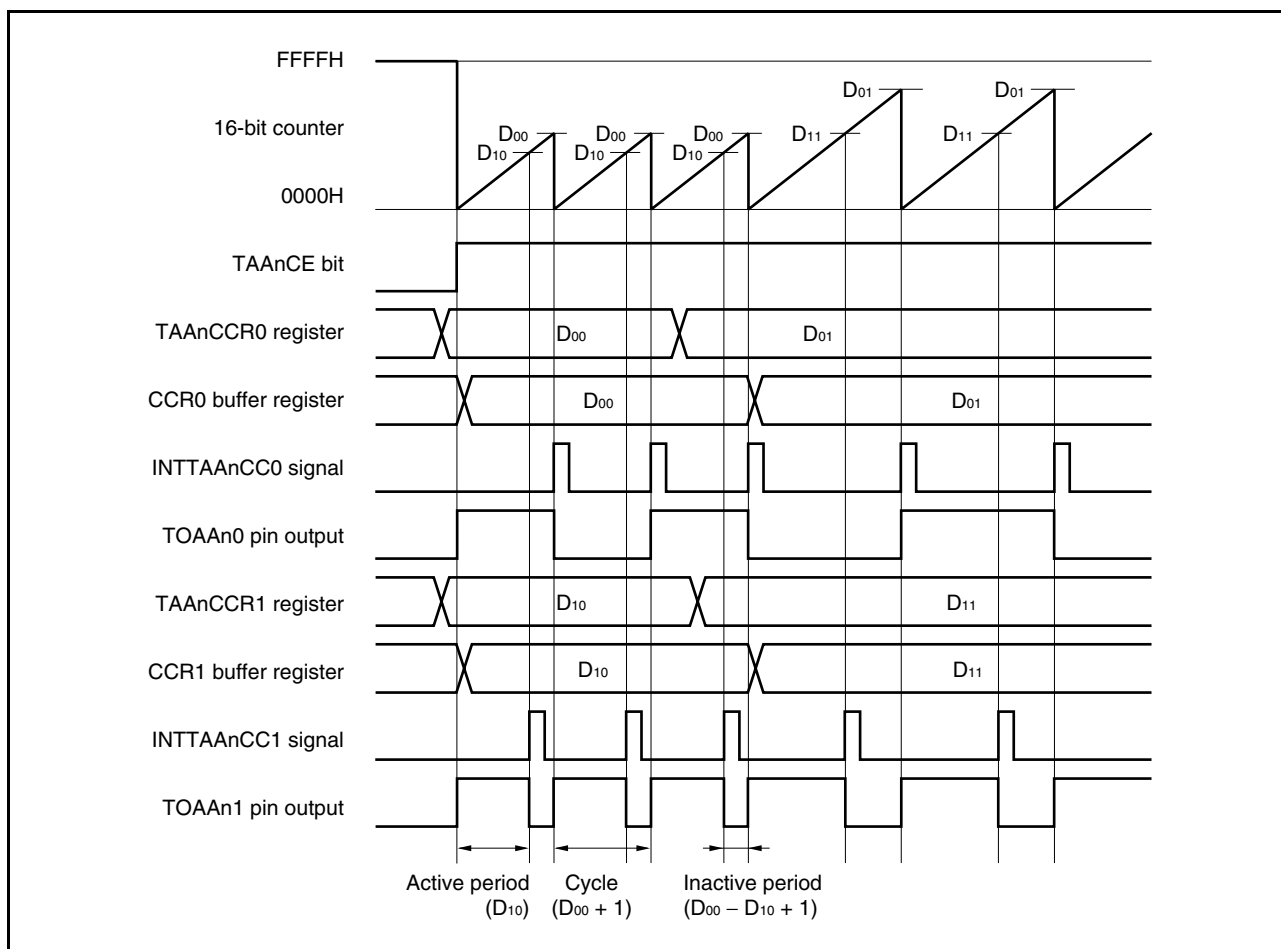 FFFFH
16-bit counter
0000H
D00 D00 D00 D01 D01
D10 D10 D10 D11 D11
TAAnCE bit
TAAnCCR0 register D00 D01
CCR0 buffer register D00 D01
INTTAAnCC0 signal
TOAAn0 pin output
TAAnCCR1 register D10 D11
CCR1 buffer register D10 D11
INTTAAnCC1 signal
TOAAn1 pin output
Active period
(D10)
Cycle
(D00 + 1)
Inactive period
(D00 − D10 + 1)